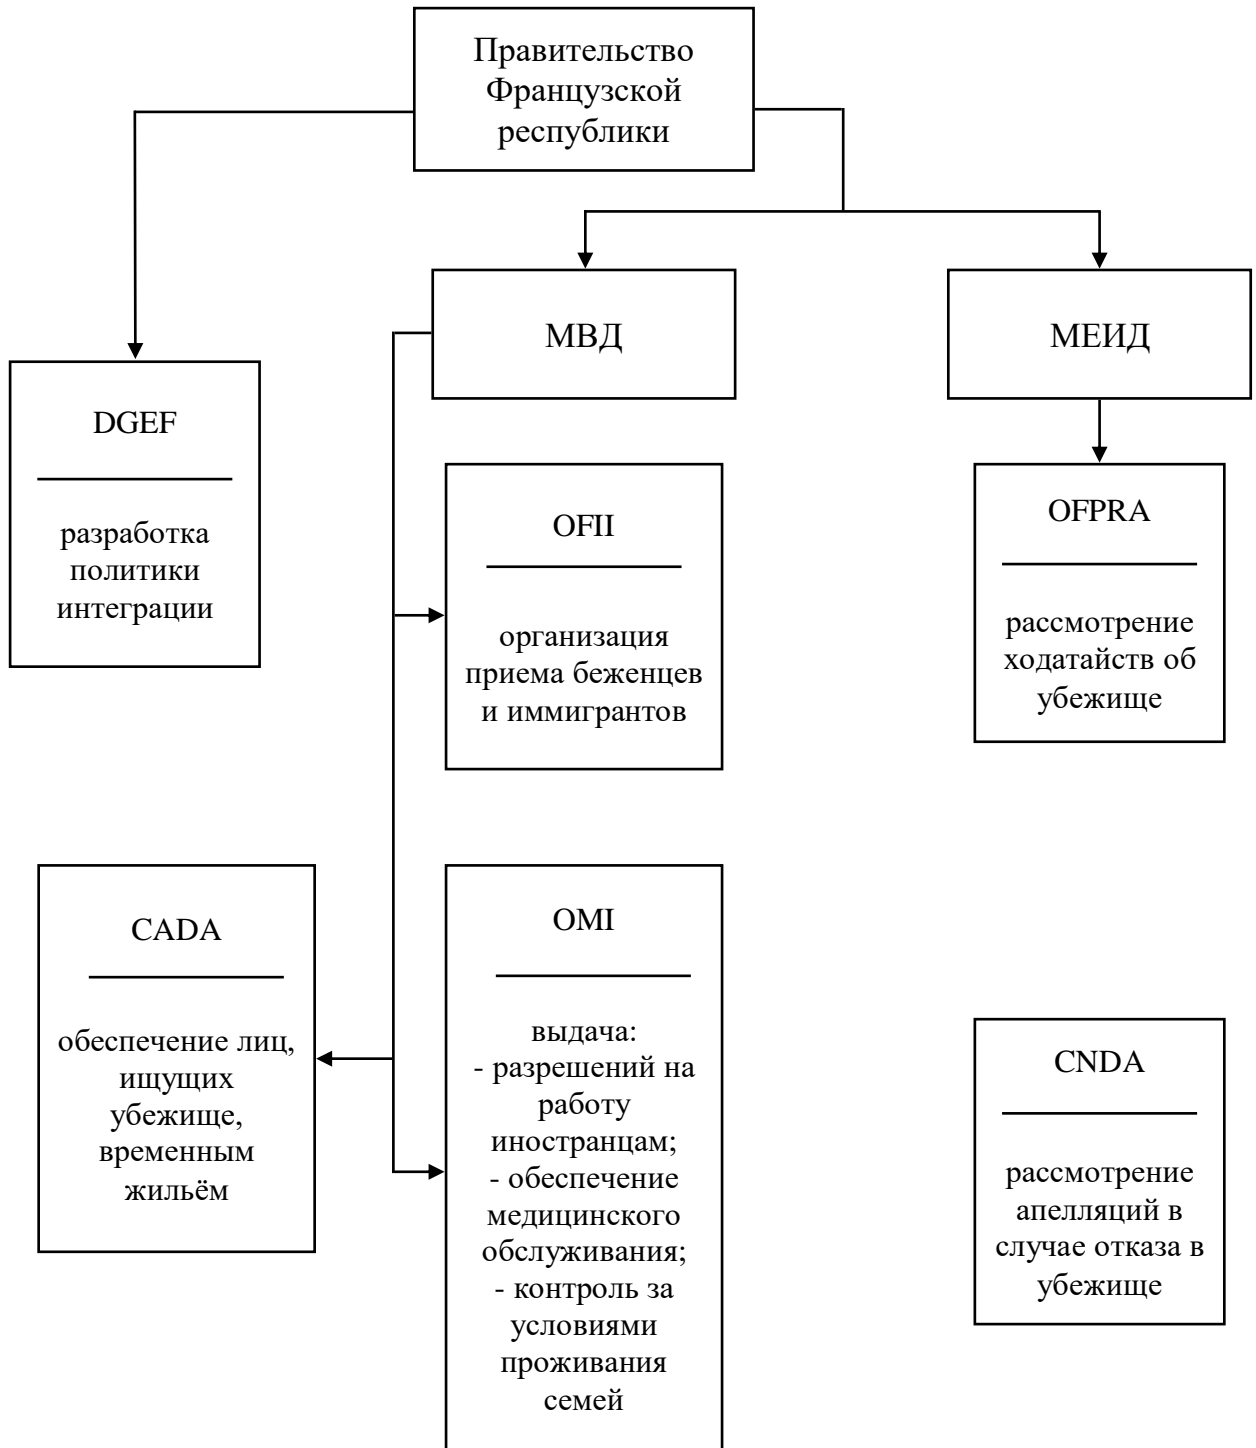 Правительство
Французской
республики
МВД
МЕИД
DGEF
разработка
политики
интеграции
OFII
организация
приема беженцев
и иммигрантов
OFPRA
рассмотрение
ходатайств об
убежище
CADA
обеспечение лиц,
ищущих
убежище,
временным
жильём
OMI
выдача:
- разрешений на
работу
иностранцам;
- обеспечение
медицинского
обслуживания;
- контроль за
условиями
проживания
семей
CNDA
рассмотрение
апелляций в
случае отказа в
убежище